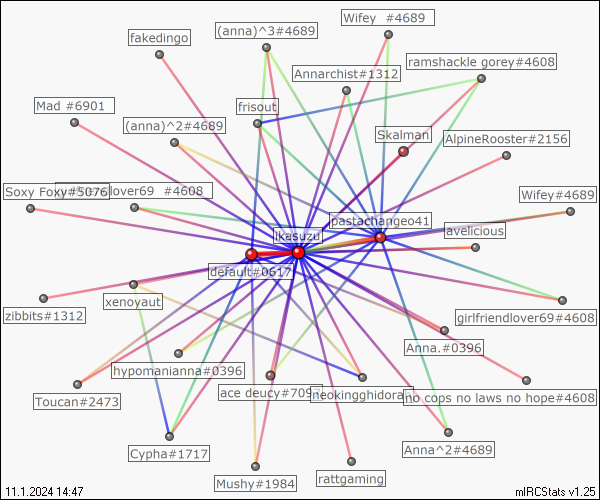 Wifey #4689
(anna)^3#4689
fakedingo
ramshackle gorey#4608
Annarchist#1312
Mad #6901
frisout
(anna)^2#4689
Skalman
AlpineRooster#2156
Soxy Foxy#5076
lover69 #4608
Wifey#4689
pastachangeo41
avelicious
ikasuzu
default#0617
xenoyaut
zibbits#1312
girlfriendlover69#4608
Anna.#0396
hypomanianna#0396
Toucan#2473
ace deucy#709
neokingghidora
no cops no laws no hope#4608
Cypha#1717
Anna^2#4689
Mushy#1984
rattgaming
11.1.2024 14:47
mIRCStats v1.25